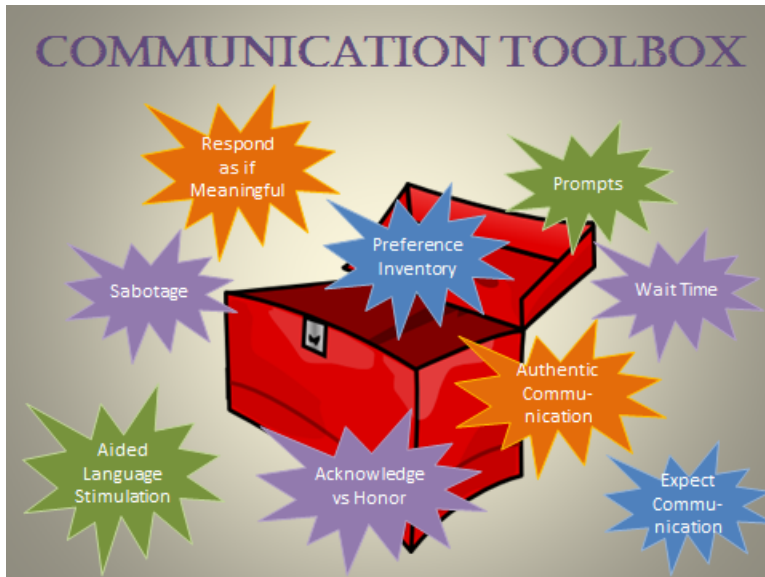 COMMUNICATION TOOLBOX
Respond
as if
Meaningful
Prompts
Preference
Inventory
Sabotage
Wait Time
Authentic
Commu-
nication
Aided
Language
Stimulation
Acknowledge
vs Honor
Expect
Commu-
nication